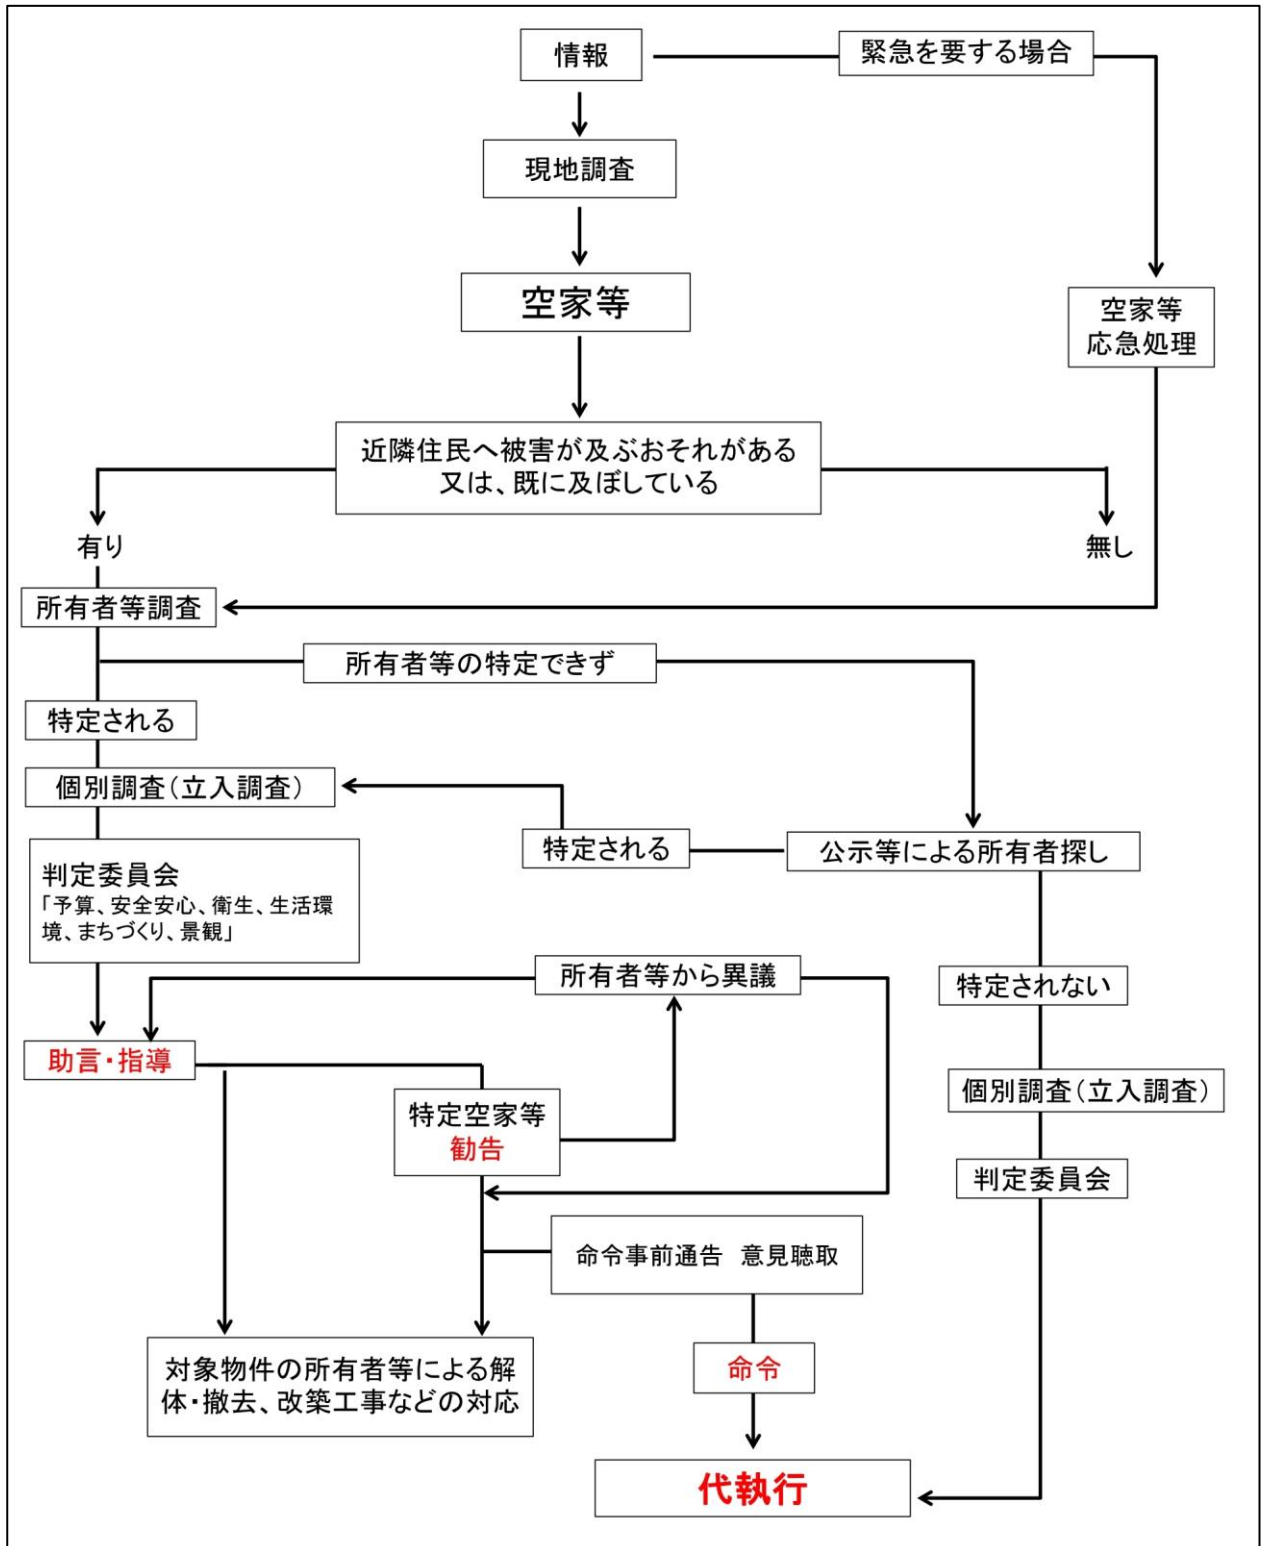 情報
緊急を要する場合
現地調査
空家等
空家等
応急処理
近隣住民へ被害が及ぶおそれがある
又は、既に及ぼしている
有り
無し
所有者等調査
所有者等の特定できず
特定される
個別調査(立入調査)
特定される
公示等による所有者探し
判定委員会
「予算、安全安心、衛生、生活環
境、まちづくり、景観」
所有者等から異議
特定されない
助言・指導
特定空家等
勧告
個別調査(立入調査)
判定委員会
命令事前通告 意見聴取
対象物件の所有者等による解
体・撤去、改築工事などの対応
命令
代執行